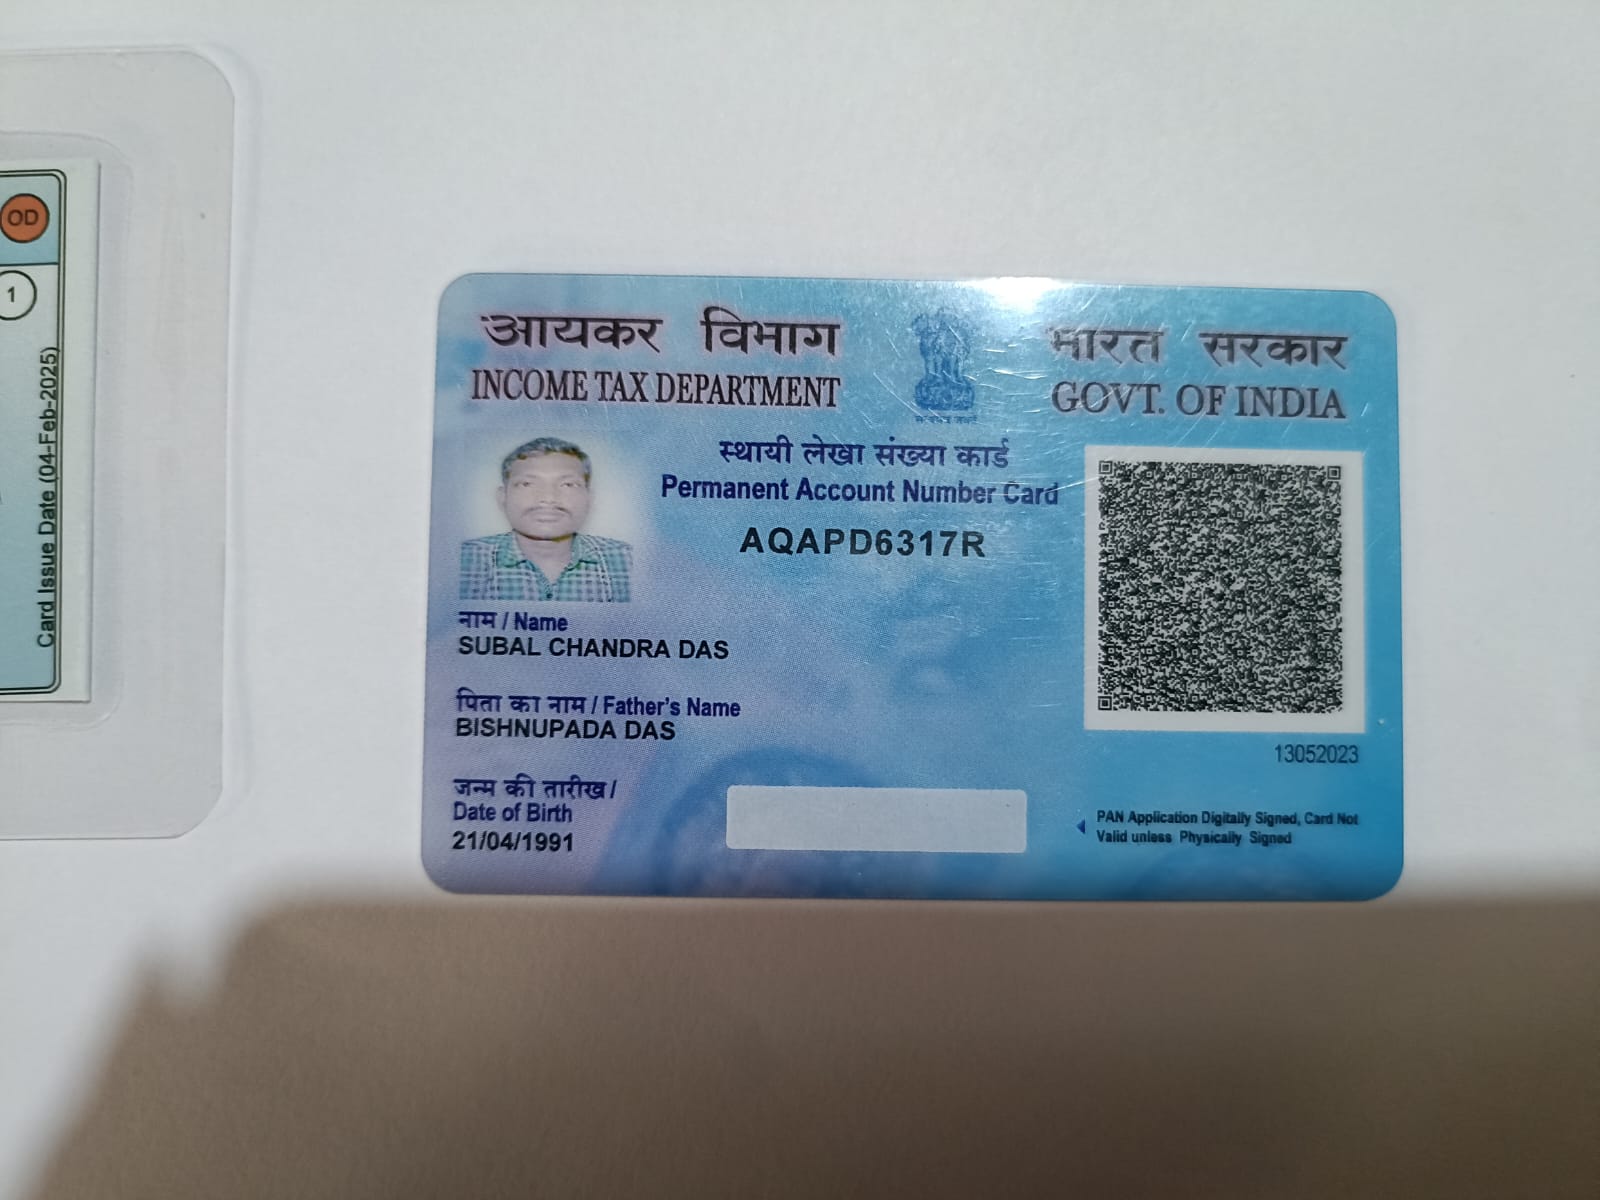 OD
1
Card Issue Date (04-Feb-2025)
आयकर विभाग
INCOME TAX DEPARTMENT
भारत सरकार
GOVT. OF INDIA
स्थायी लेखा संख्या कार्ड
Permanent Account Number Card
AQAPD6317R
नाम / Name
SUBAL CHANDRA DAS
पिता का नाम / Father's Name
BISHNUPADA DAS
जन्म की तारीख /
Date of Birth
21/04/1991
13052023
PAN Application Digitally Signed, Card Not
Valid unless Physically Signed